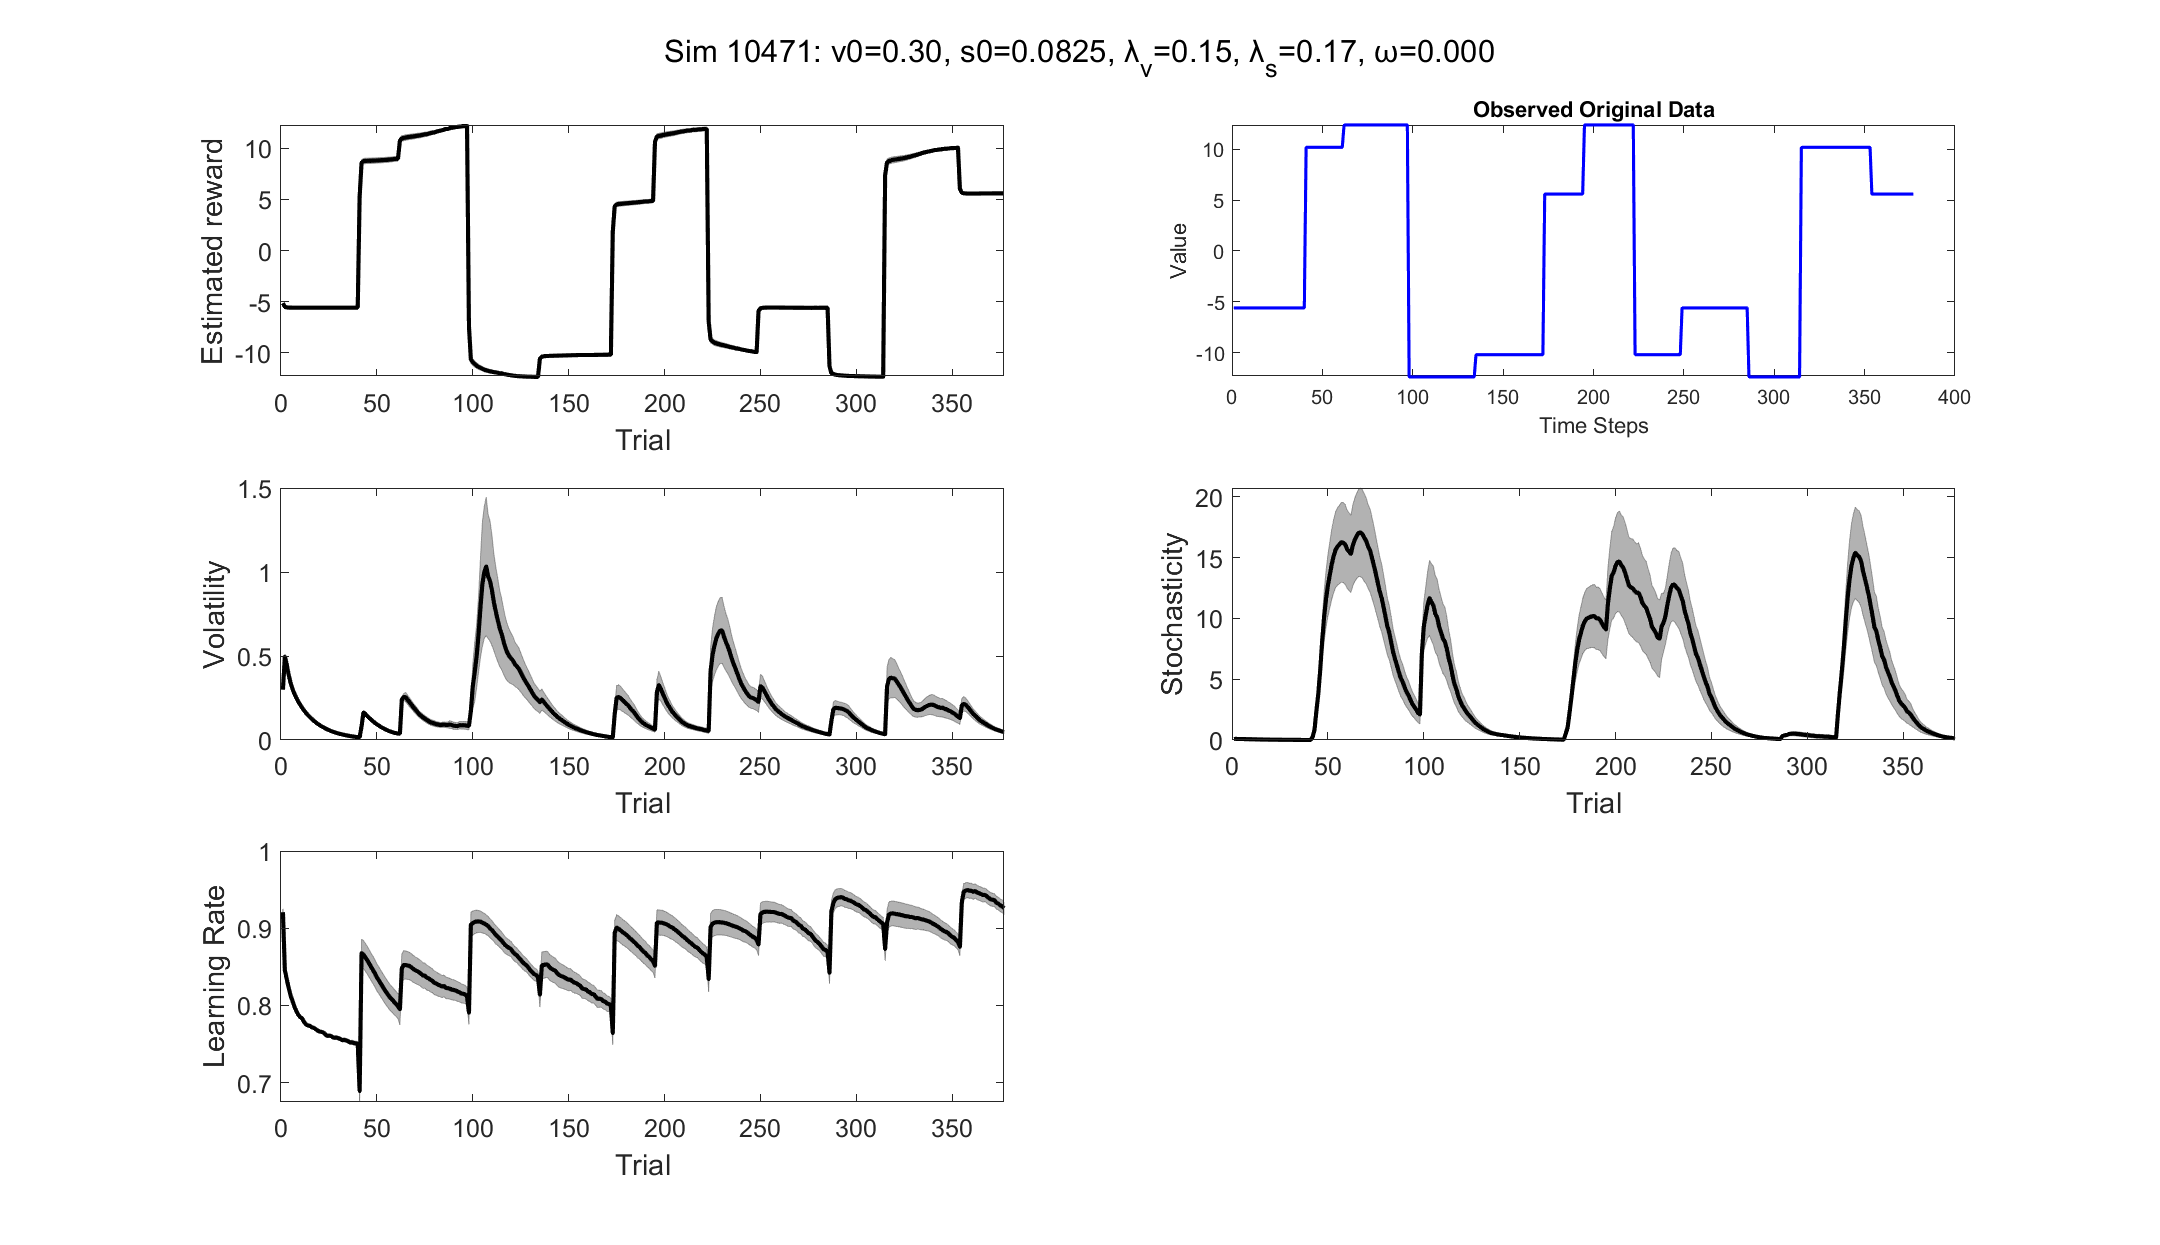 Sim 10471: v0=0.30, s0=0.0825, λv=0.15, λs=0.17, ω=0.000
Estimated reward
10
5
0
-5
-10
0 50 100 150 200 250 300 350
Trial
Observed Original Data
Value
10
5
0
-5
-10
0 50 100 150 200 250 300 350 400
Time Steps
Volatility
1.5
1
0.5
0
0 50 100 150 200 250 300 350
Trial
Stochasticity
20
15
10
5
0
0 50 100 150 200 250 300 350
Trial
Learning Rate
1
0.9
0.8
0.7
0 50 100 150 200 250 300 350
Trial